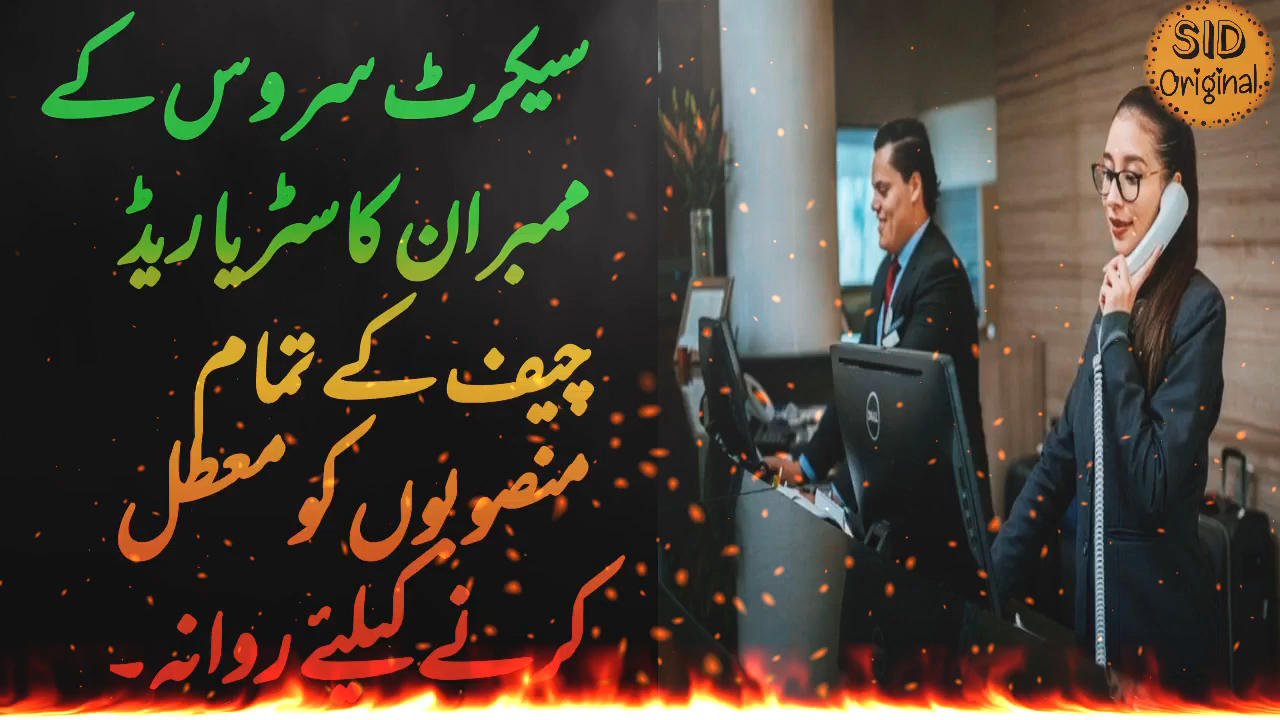 سیکرٹ سروس کے
ممبران کا سٹریا ریڈ
چیف کے تمام
منصوبوں کو معطل
کرنے کیلئے روانہ۔
SID
Original
DELL